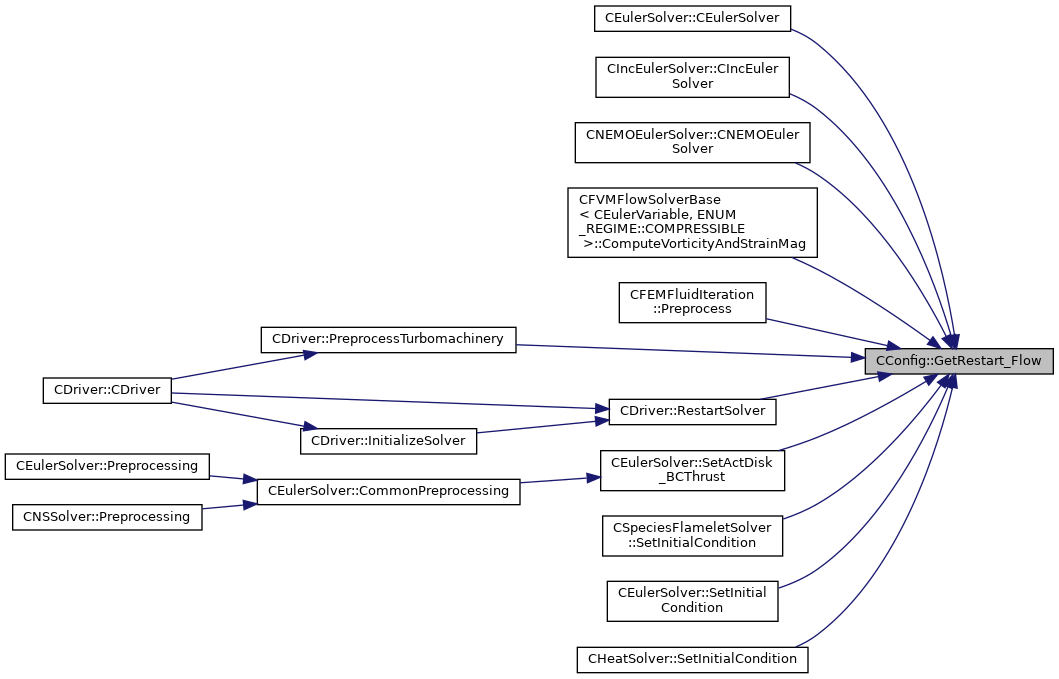 CEulerSolver::CEulerSolver
CIncEulerSolver::CIncEuler
Solver
CNEMOEulerSolver::CNEMOEuler
Solver
CFVMFlowSolverBase
< CEulerVariable, ENUM
_REGIME::COMPRESSIBLE
>::ComputeVorticityAndStrainMag
CFEMFluidIteration
::Preprocess
CDriver::PreprocessTurbomachinery
CConfig::GetRestart_Flow
CDriver::CDriver
CDriver::RestartSolver
CDriver::InitializeSolver
CEulerSolver::Preprocessing
CEulerSolver::SetActDisk
_BCThrust
CEulerSolver::CommonPreprocessing
CNSSolver::Preprocessing
CSpeciesFlameletSolver
::SetInitialCondition
CEulerSolver::SetInitial
Condition
CHeatSolver::SetInitialCondition